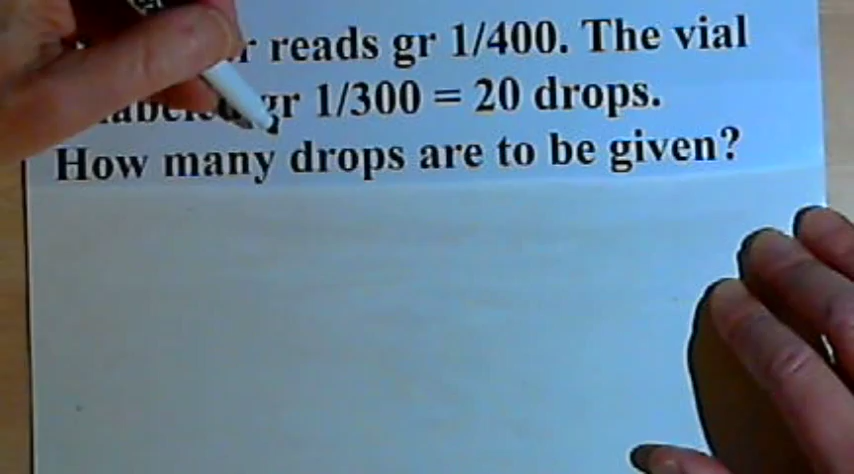 reads gr 1/400. The vial
gr 1/300 = 20 drops.
How many drops are to be given?